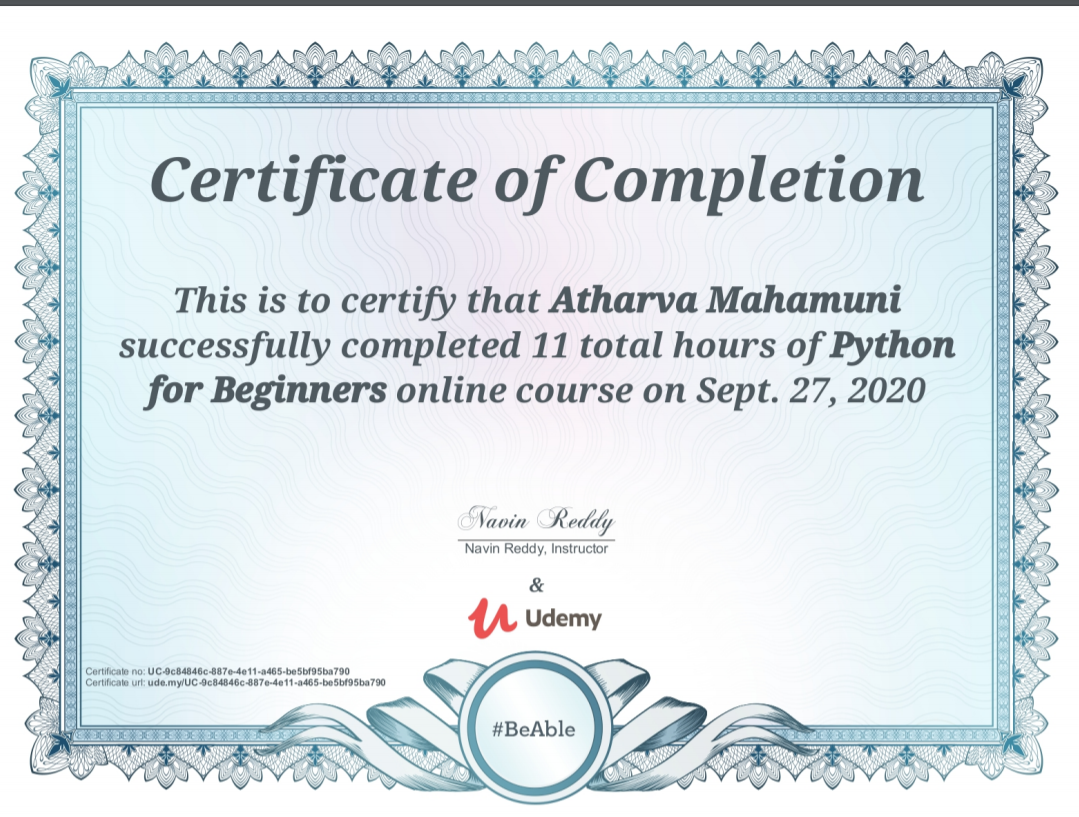 Certificate of Completion
This is to certify that Atharva Mahamuni
successfully completed 11 total hours of Python
for Beginners online course on Sept. 27, 2020
Navin Reddy
Navin Reddy, Instructor
&
Udemy
Certificate no: UC-9c84846c-887e-4e11-a465-be5bf95ba790
Certificate url: ude.my/UC-9c84846c-887e-4e11-a465-be5bf95ba790
#BeAble